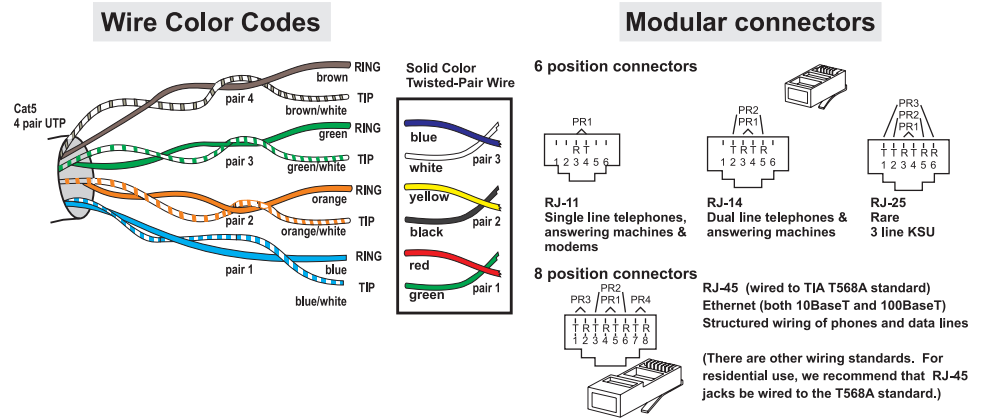 Wire Color Codes
Cat5
4 pair UTP
RING
brown
pair 4
TIP
brown/white
RING
green
pair 3
TIP
green/white
RING
orange
pair 2
TIP
orange/white
RING
pair 1
blue
TIP
blue/white
Solid Color
Twisted-Pair Wire
blue
pair 3
white
yellow
pair 2
black
red
pair 1
green
Modular connectors
6 position connectors
PR1
R T
1 2 3 4 5 6
RJ-11
Single line telephones,
answering machines &
modems
PR2
PR1
T R T R
1 2 3 4 5 6
RJ-14
Dual line telephones &
answering machines
PR3
PR2
PR1
T T R T R R
1 2 3 4 5 6
RJ-25
Rare
3 line KSU
8 position connectors
PR2
PR3 PR1 PR4
T R T R T R T R
1 2 3 4 5 6 7 8
RJ-45 (wired to TIA T568A standard)
Ethernet (both 10BaseT and 100BaseT)
Structured wiring of phones and data lines
(There are other wiring standards. For
residential use, we recommend that RJ-45
jacks be wired to the T568A standard.)